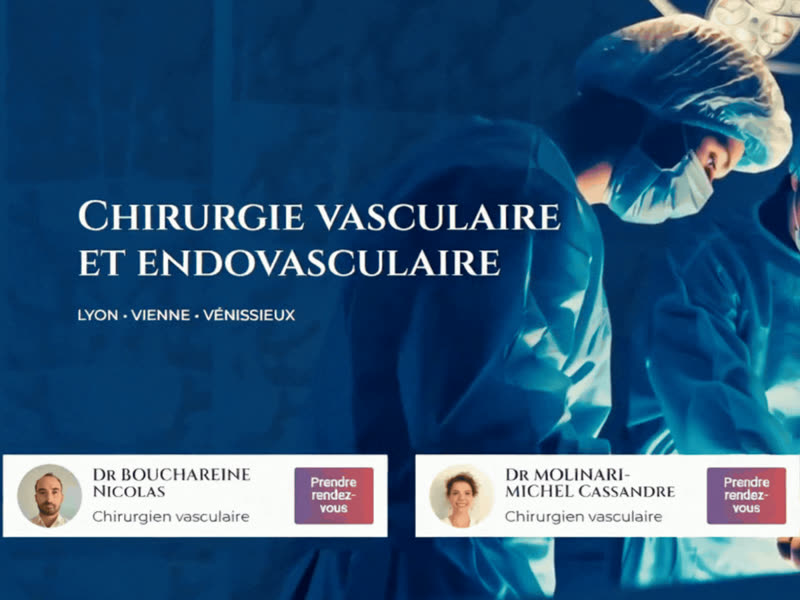 CHIRURGIE VASCULAIRE
ET ENDOVASCULAIRE
LYON • VIENNE • VÉNISSIEUX
DR BOUCHAREINE
NICOLAS
Chirurgien vasculaire
Prendre
rendez-
vous
DR MOLINARI-
MICHEL CASSANDRE
Chirurgien vasculaire
Prendre
rendez-
vous